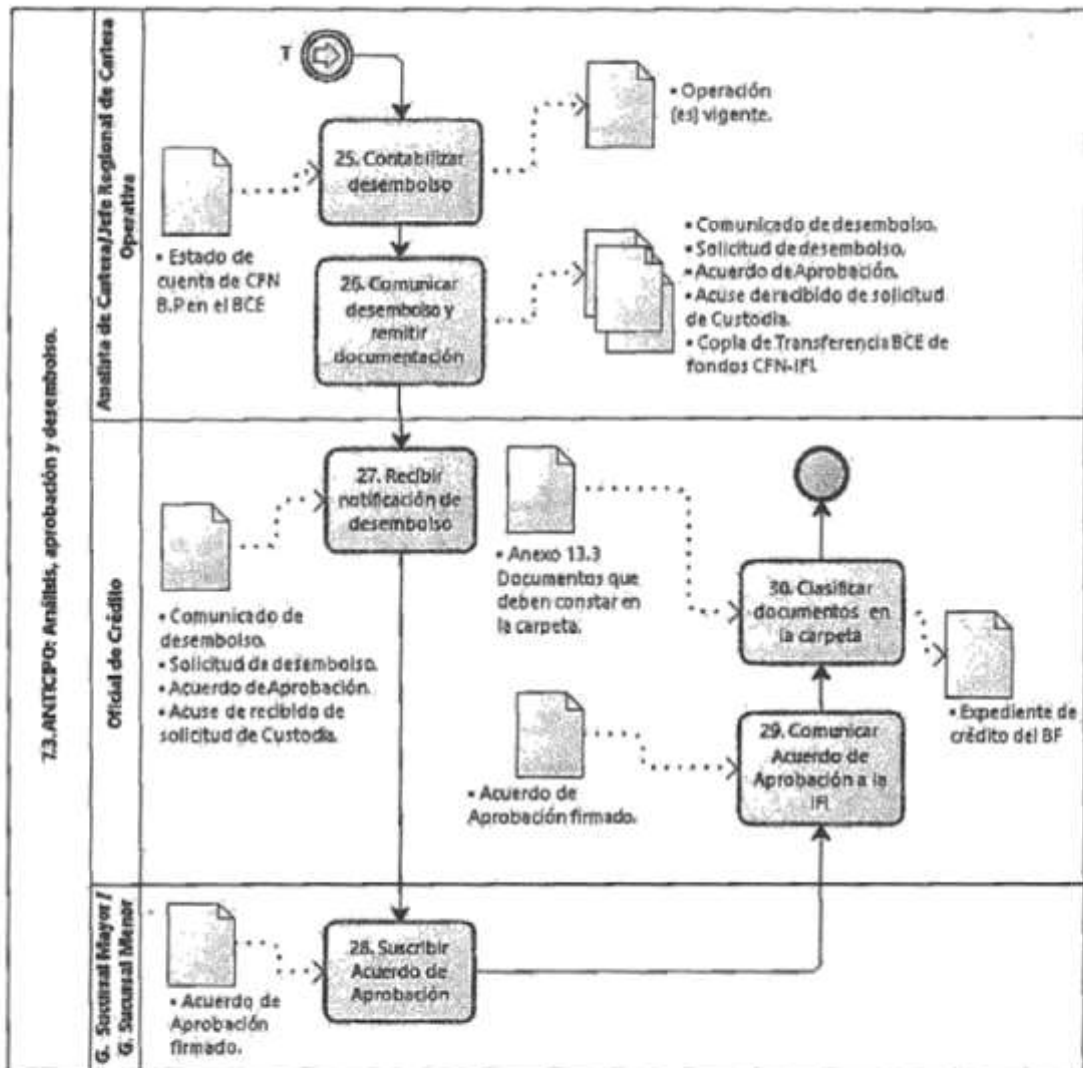 7.3. ANTICIPO: Análisis, aprobación y desembolso.
Analista de Cartera/Jefe Regional de Cartera
Operativa
T
25. Contabilizar
desembolso
• Operación
(es) vigente.
• Estado de
cuenta de CFN
B.P en el BCE
26. Comunicar
desembolso y
remitir
documentación
• Comunicado de desembolso.
• Solicitud de desembolso.
• Acuerdo de Aprobación.
• Acuse de recibido de solicitud
de Custodia.
• Copia de Transferencia BCE de
fondos CFN-IFI.
Oficial de Crédito
27. Recibir
notificación de
desembolso
• Comunicado de
desembolso.
• Solicitud de desembolso.
• Acuerdo de Aprobación.
• Acuse de recibido de
solicitud de Custodia.
• Anexo 13.3
Documentos que
deben constar en
la carpeta.
30. Clasificar
documentos en
la carpeta
• Expediente de
crédito del BF
29. Comunicar
Acuerdo de
Aprobación a la
IFI
• Acuerdo de
Aprobación firmado.
G. Sucursal Mayor /
G. Sucursal Menor
28. Suscribir
Acuerdo de
Aprobación
• Acuerdo de
Aprobación
firmado.